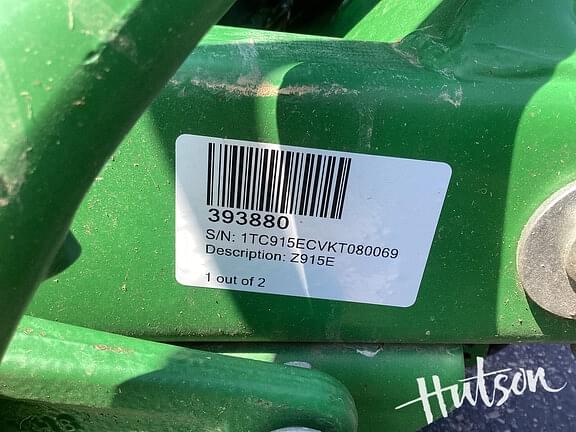 393880
S/N: 1TC915ECVKT080069
Description: Z915E
1 out of 2
Hutson